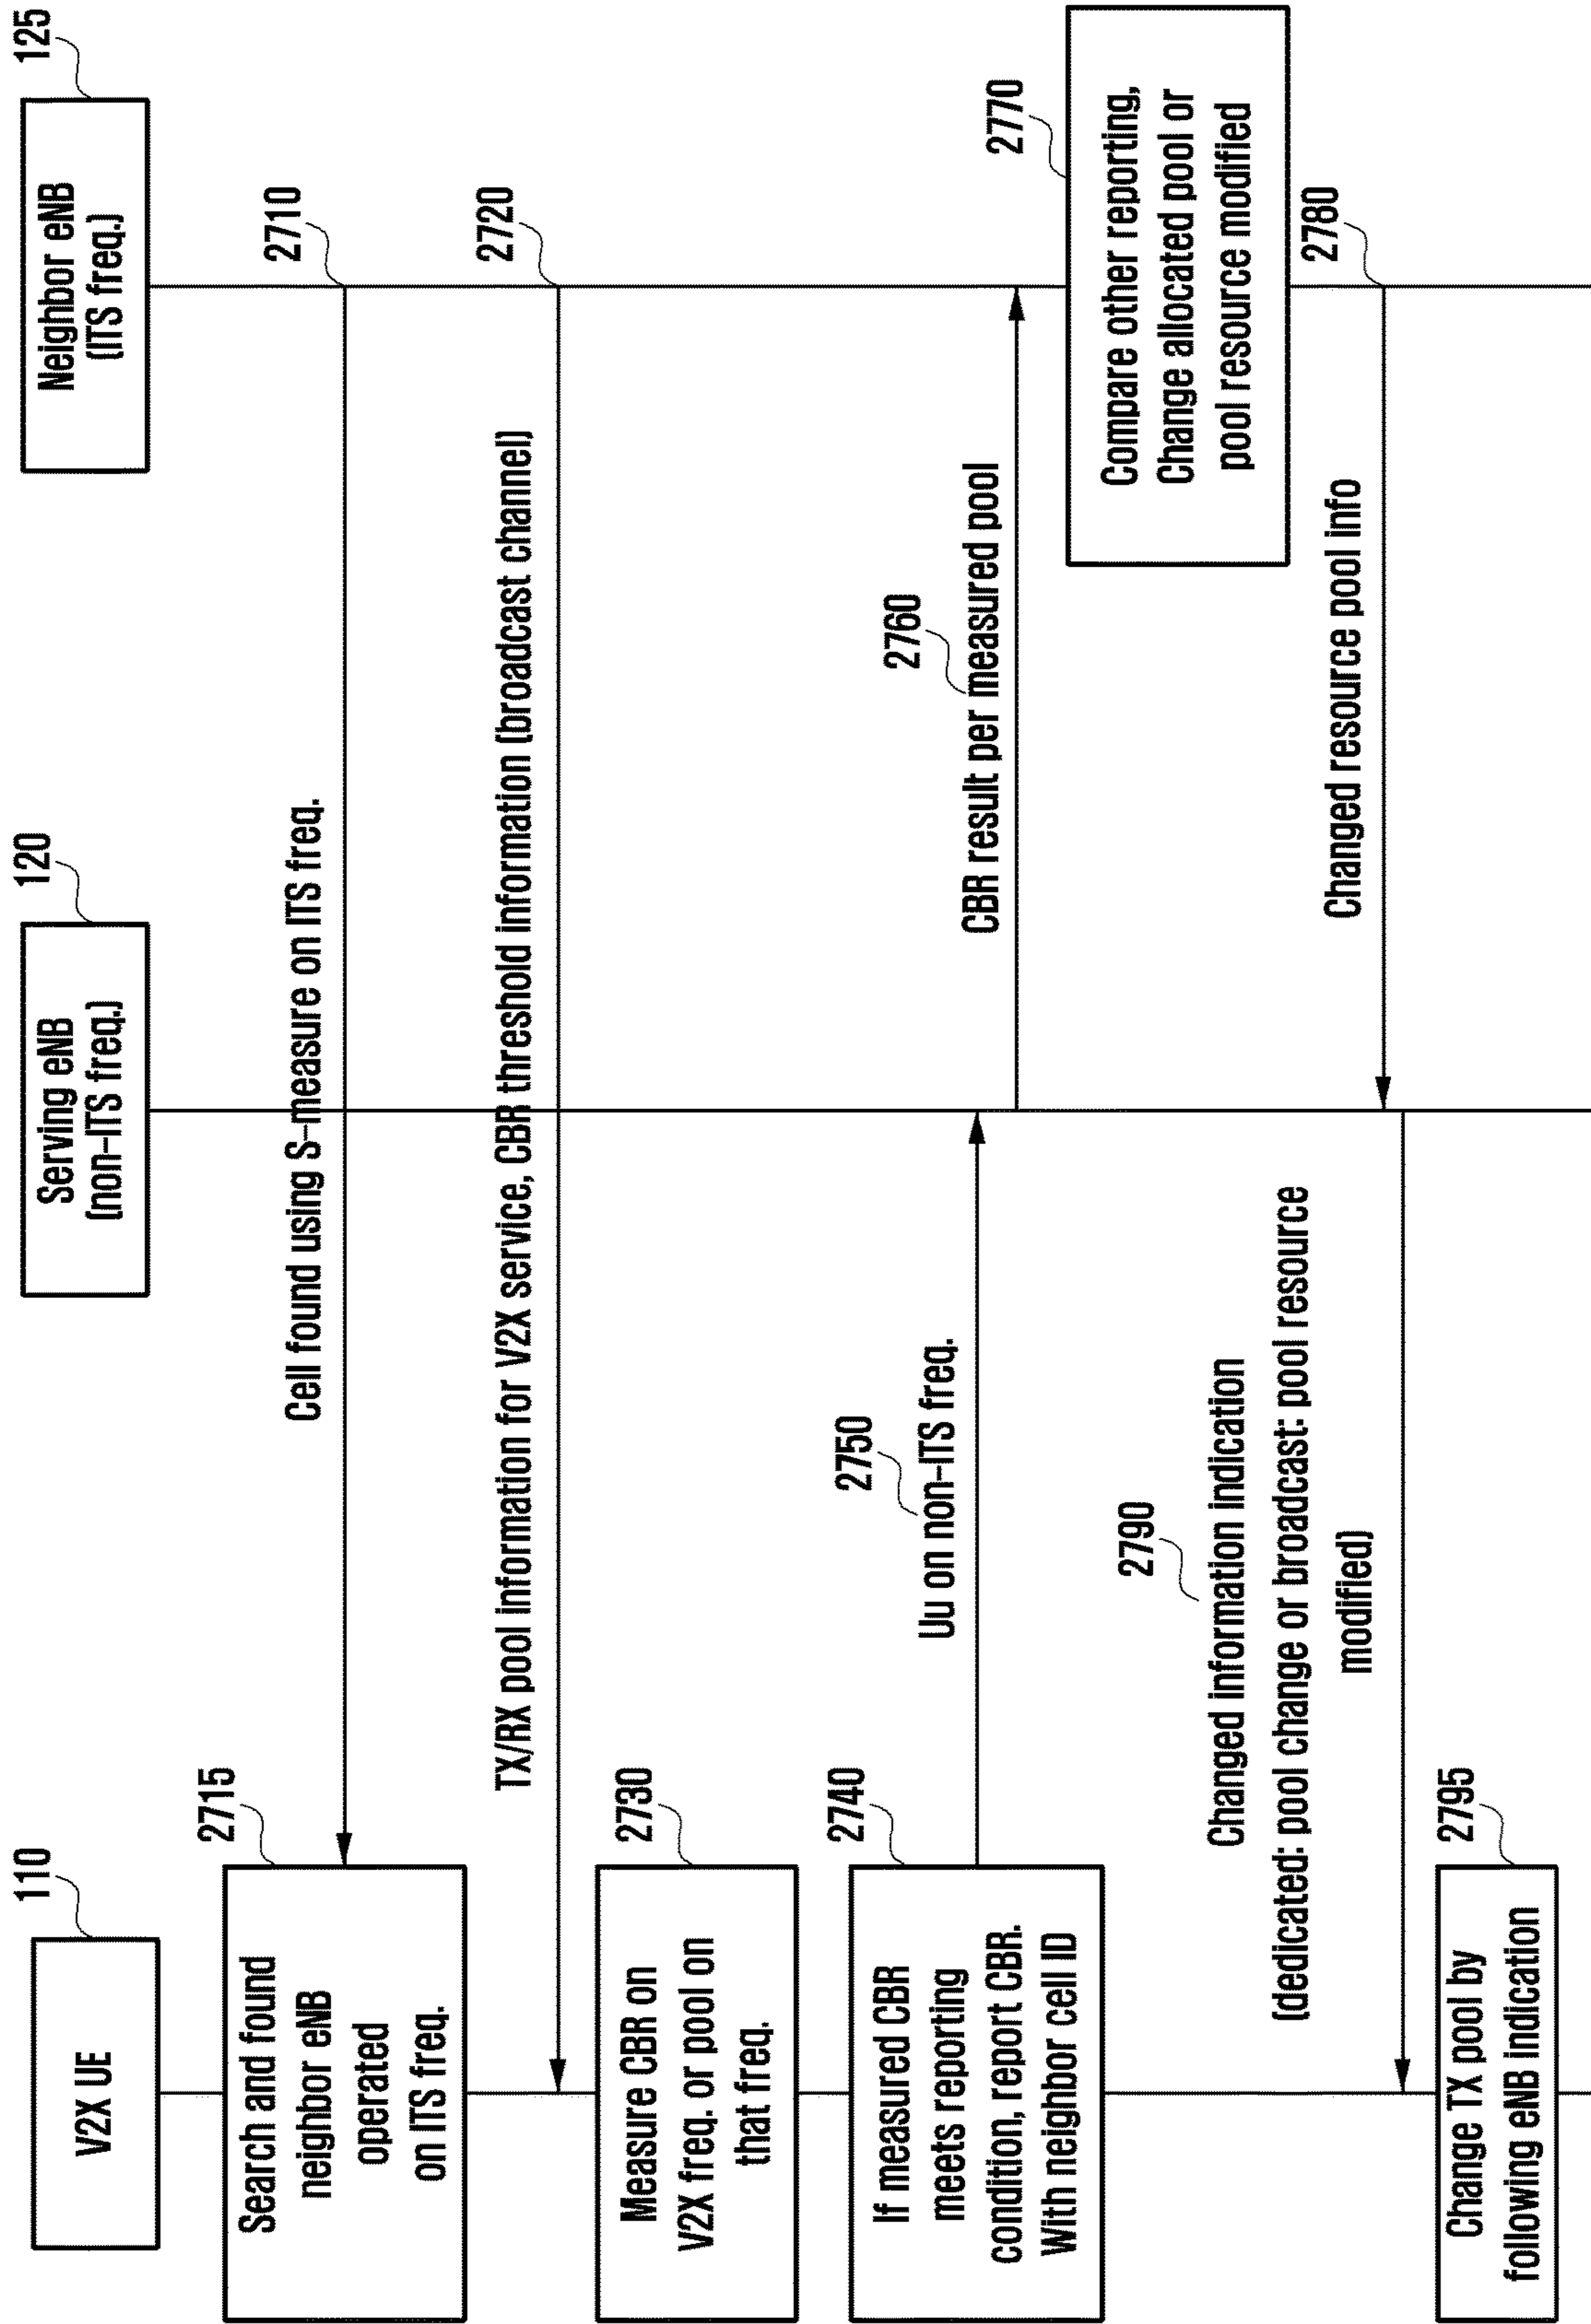 V2X UE
110
Serving eNB
(non-ITS freq.)
120
Neighbor eNB
(ITS freq.)
125
Cell found using S-measure on ITS freq.
2710
2715
Search and found
neighbor eNB
operated
on ITS freq.
TX/RX pool information for V2X service, CBR threshold information (broadcast channel)
2720
2730
Measure CBR on
V2X freq. or pool on
that freq.
2740
If measured CBR
meets reporting
condition, report CBR.
With neighbor cell ID
2750
Uu on non-ITS freq.
2760
CBR result per measured pool
2770
Compare other reporting,
Change allocated pool or
pool resource modified
2780
Changed resource pool info
2790
Changed information indication
(dedicated: pool change or broadcast: pool resource
modified)
2795
Change TX pool by
following eNB indication